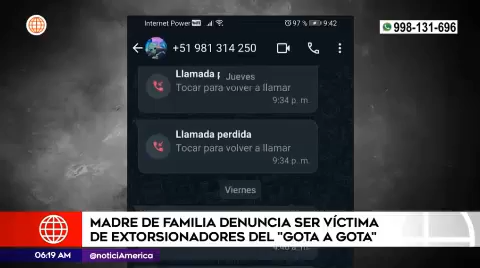 998-131-696
Internet Power
97 % 9:42
+51 981 314 250
Llamada p
Jueves
Tocar para volver a llamar
9:34 p. m.
Llamada perdida
Tocar para volver a llamar
9:34 p. m.
Viernes
MADRE DE FAMILIA DENUNCIA SER VÍCTIMA
DE EXTORSIONADORES DEL "GOTA A GOTA"
06:19 AM @noticiAmerica